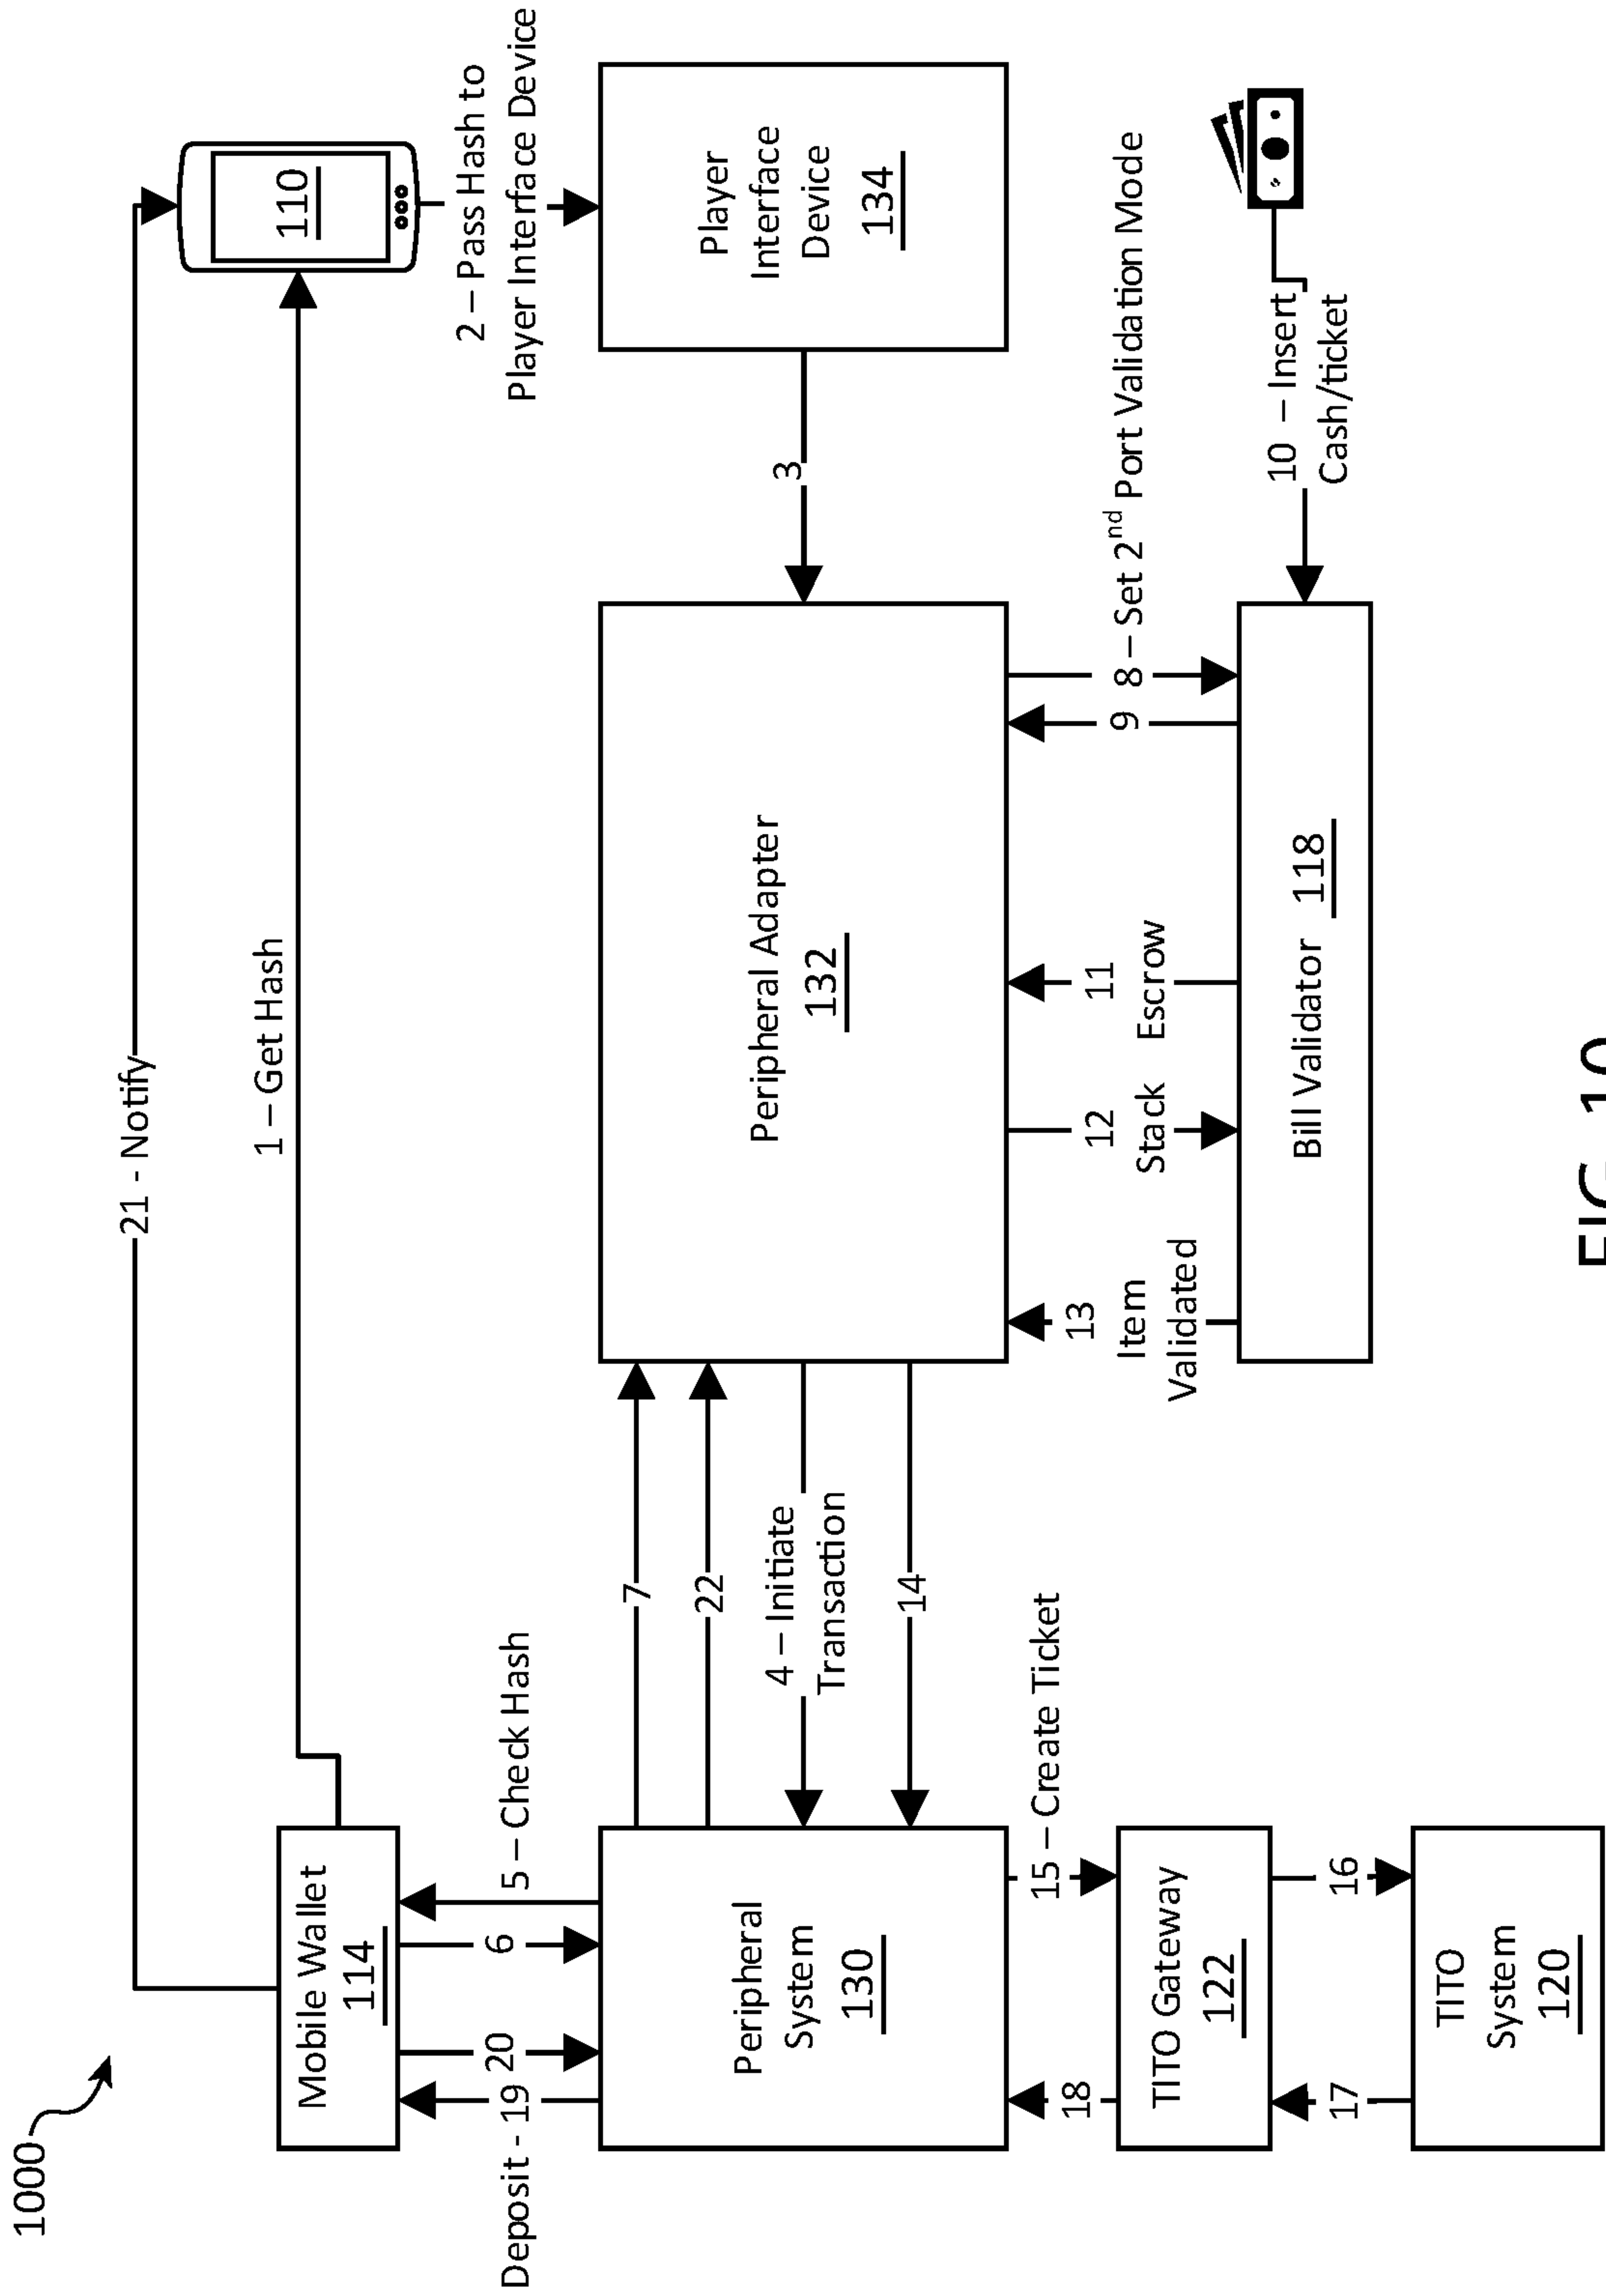 1000
21 - Notify
1 – Get Hash
110
2 – Pass Hash to
Player Interface Device
Mobile Wallet
114
Deposit - 19
20
6
5 – Check Hash
Peripheral
System
130
7
22
4 – Initiate
Transaction
14
Peripheral Adapter
132
3
Player
Interface
Device
134
18
15 – Create Ticket
TITO Gateway
122
17
16
TITO
System
120
13
Item
Validated
12
Stack
11
Escrow
9
8 – Set 2nd Port Validation Mode
Bill Validator 118
10 – Insert
Cash/ticket